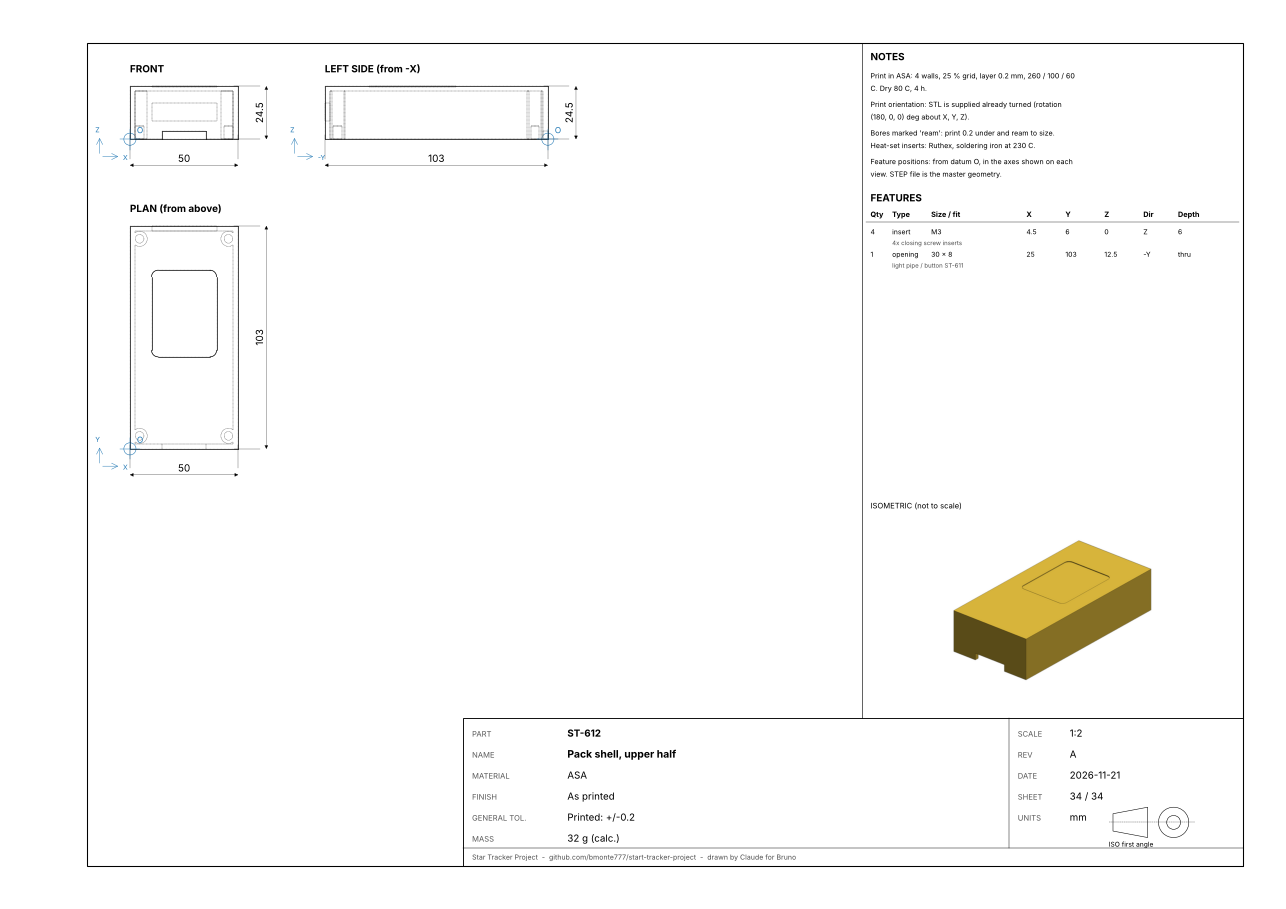 FRONT
LEFT SIDE (from -X)
24.5
Z
O
X
50
24.5
Z
O
-Y
103
PLAN (from above)
103
Y
O
X
50
NOTES
Print in ASA: 4 walls, 25 % grid, layer 0.2 mm, 260 / 100 / 60
C. Dry 80 C, 4 h.
Print orientation: STL is supplied already turned (rotation
(180, 0, 0) deg about X, Y, Z).
Bores marked 'ream': print 0.2 under and ream to size.
Heat-set inserts: Ruthex, soldering iron at 230 C.
Feature positions: from datum O, in the axes shown on each
view. STEP file is the master geometry.
FEATURES
Qty Type Size / fit X Y Z Dir Depth
4 insert M3 4.5 6 0 Z 6
4x closing screw inserts
1 opening 30 × 8 25 103 12.5 -Y thru
light pipe / button ST-611
ISOMETRIC (not to scale)
PART ST-612
NAME Pack shell, upper half
MATERIAL ASA
FINISH As printed
GENERAL TOL. Printed: +/-0.2
MASS 32 g (calc.)
SCALE 1:2
REV A
DATE 2026-11-21
SHEET 34 / 34
UNITS mm
ISO first angle
Star Tracker Project - github.com/bmonte777/start-tracker-project - drawn by Claude for Bruno